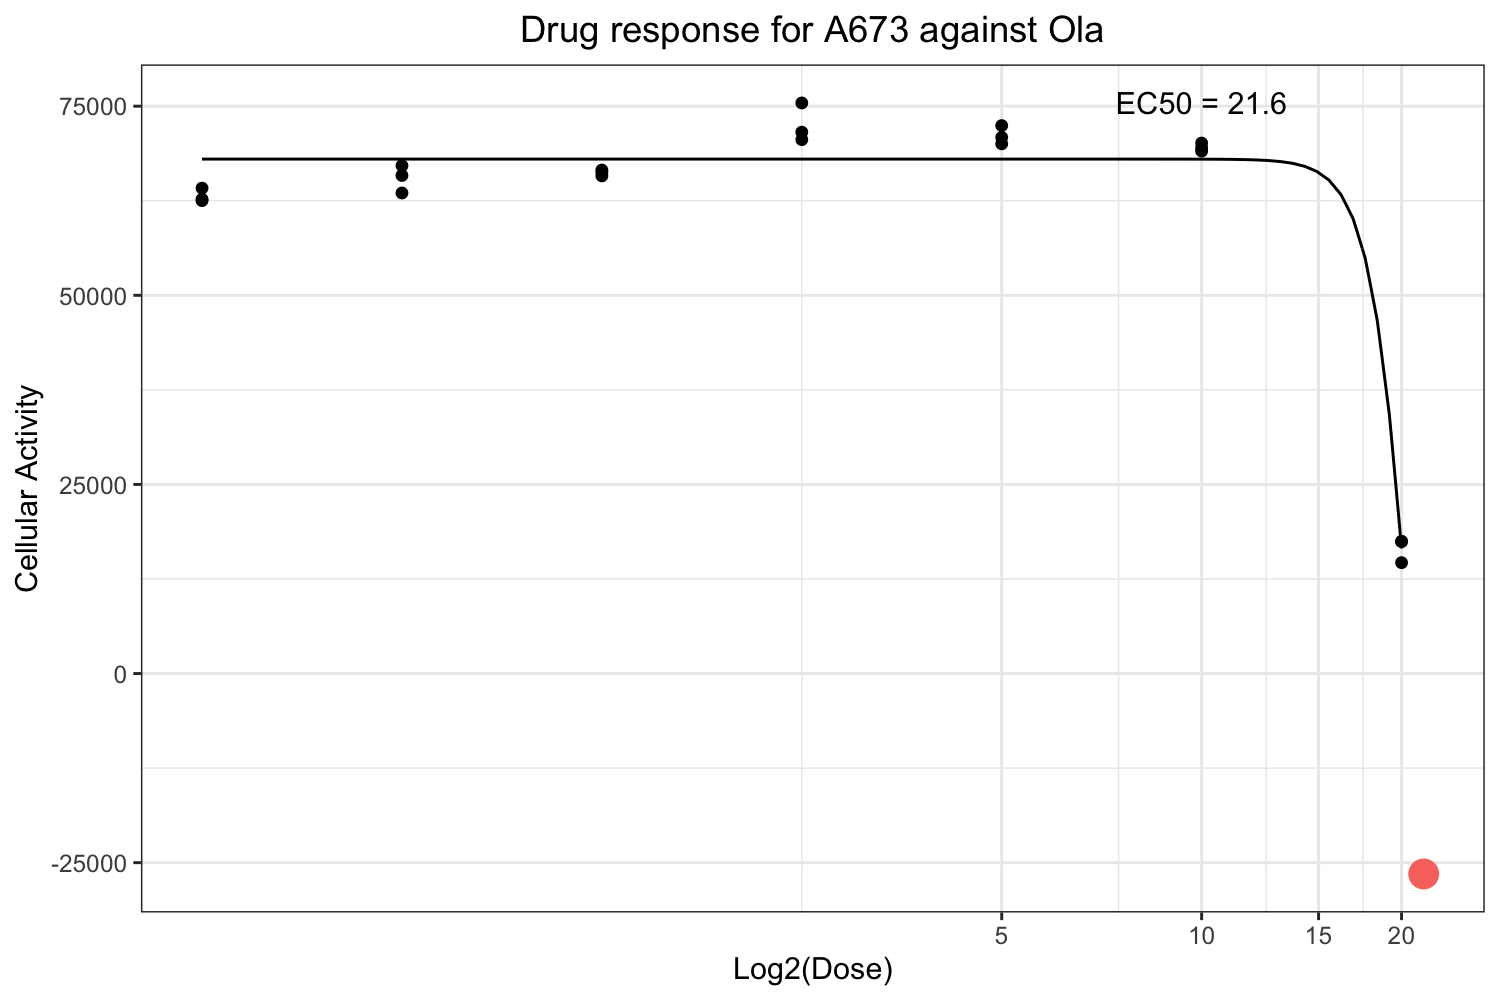 Drug response for A673 against Ola
EC50 = 21.6
75000
50000
25000
0
-25000
Cellular Activity
5 10 15 20
Log2(Dose)